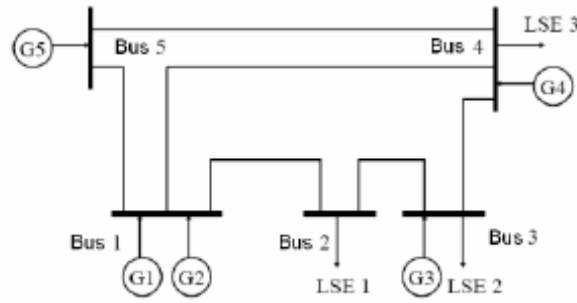 LSE 3
G5
Bus 5
Bus 4
G4
Bus 1
Bus 2
Bus 3
G1
G2
LSE 1
G3
LSE 2